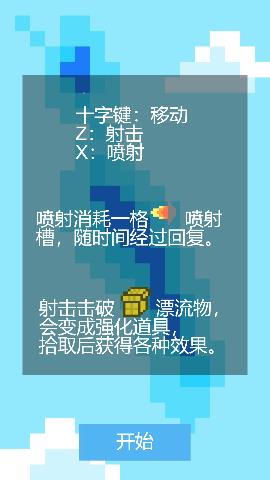 十字键：移动
Z：射击
X：喷射
喷射消耗一格 喷射
槽，随时间经过回复。
射击击破 漂流物，
会变成强化道具，
拾取后获得各种效果。
开始